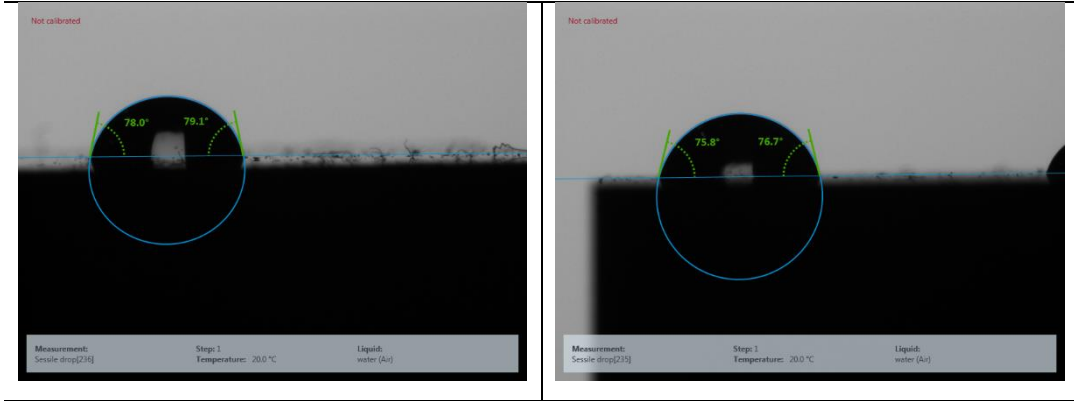 Not calibrated
78.0°
79.1°
Measurement:
Sessile drop[236]
Step: 1
Temperature: 20.0 °C
Liquid:
water (Air)
Not calibrated
75.8°
76.7°
Measurement:
Sessile drop[235]
Step: 1
Temperature: 20.0 °C
Liquid:
water (Air)